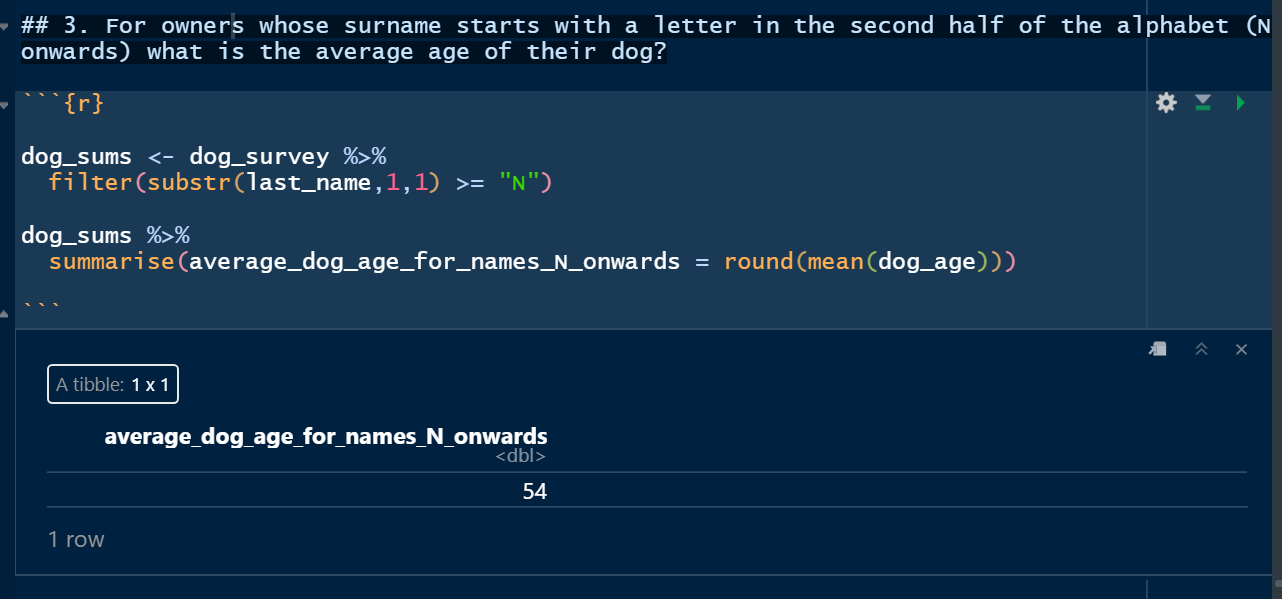 ## 3. For owners whose surname starts with a letter in the second half of the alphabet (N
onwards) what is the average age of their dog?
```{r}
dog_sums <- dog_survey %>%
filter(substr(last_name,1,1) >= "N")
dog_sums %>%
summarise(average_dog_age_for_names_N_onwards = round(mean(dog_age)))
```
A tibble: 1 x 1
average_dog_age_for_names_N_onwards
<dbl>
54
1 row